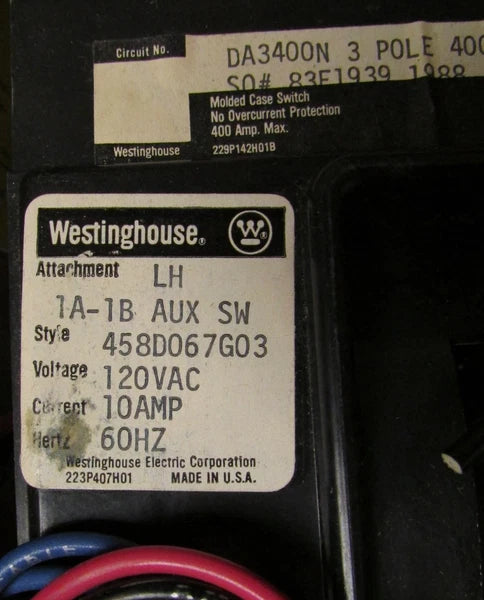 Circuit No.
DA3400N 3 POLE 400
SO# 83F1939 1988
Molded Case Switch
No Overcurrent Protection
400 Amp. Max.
Westinghouse 229P142H01B
Westinghouse®
Attachment LH
1A-1B AUX SW
Style 458D067G03
Voltage 120VAC
Current 10AMP
Hertz 60HZ
Westinghouse Electric Corporation
223P407H01 MADE IN U.S.A.